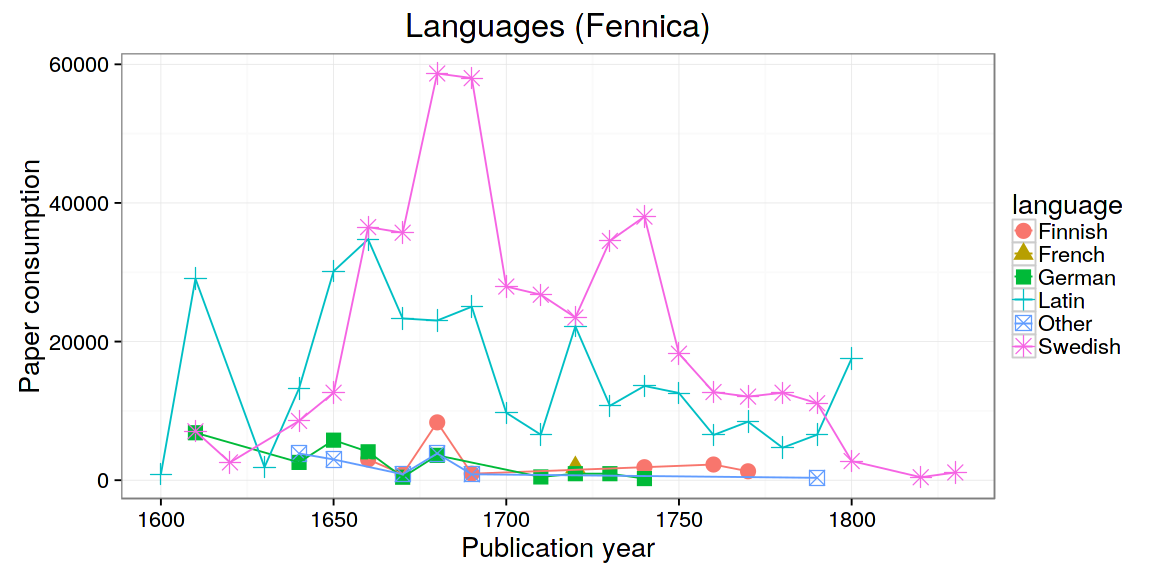 Languages (Fennica)
Paper consumption
60000
40000
20000
0
1600
1650
1700
1750
1800
Publication year
language
Finnish
French
German
Latin
Other
Swedish